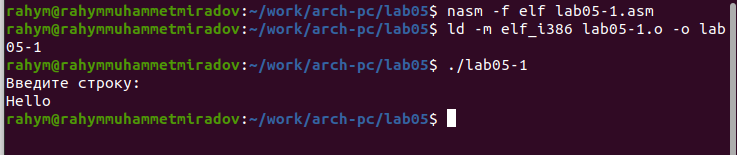 rahym@rahymmuhammetmiradov:~/work/arch-pc/lab05$ nasm -f elf lab05-1.asm
rahym@rahymmuhammetmiradov:~/work/arch-pc/lab05$ ld -m elf_i386 lab05-1.o -o lab
05-1
rahym@rahymmuhammetmiradov:~/work/arch-pc/lab05$ ./lab05-1
Введите строку:
Hello
rahym@rahymmuhammetmiradov:~/work/arch-pc/lab05$